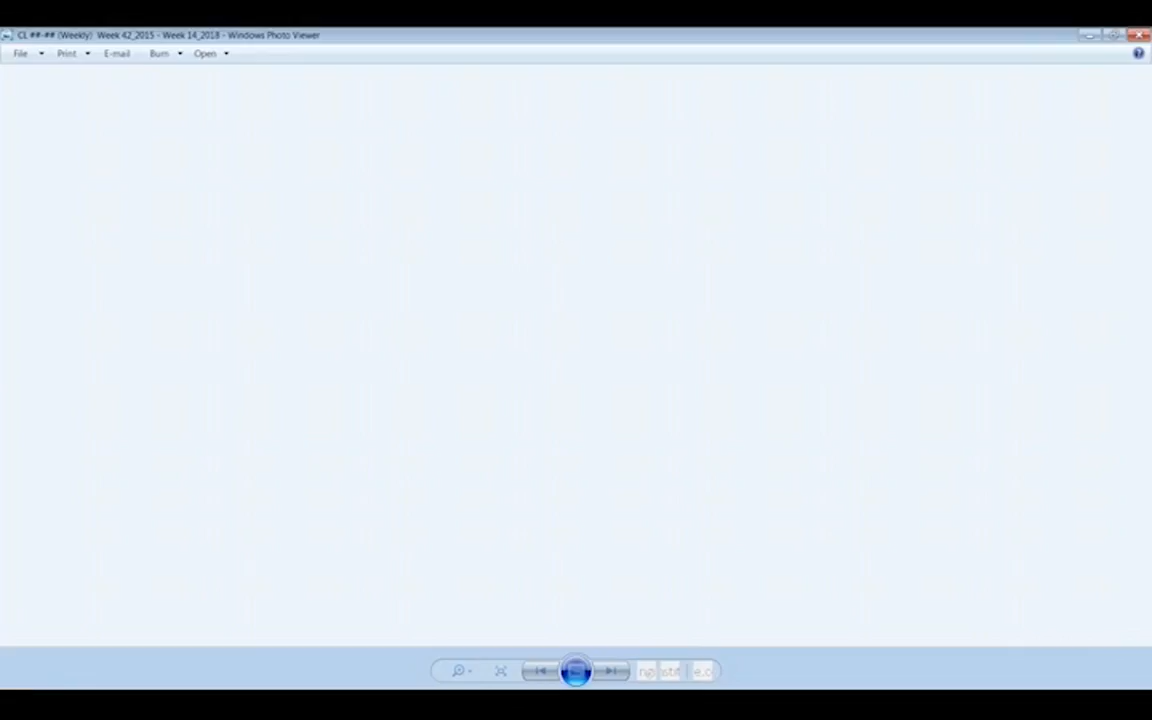 CL ##-## (Weekly) Week 42_2015 - Week 14_2018 - Windows Photo Viewer
File Print E-mail Burn Open